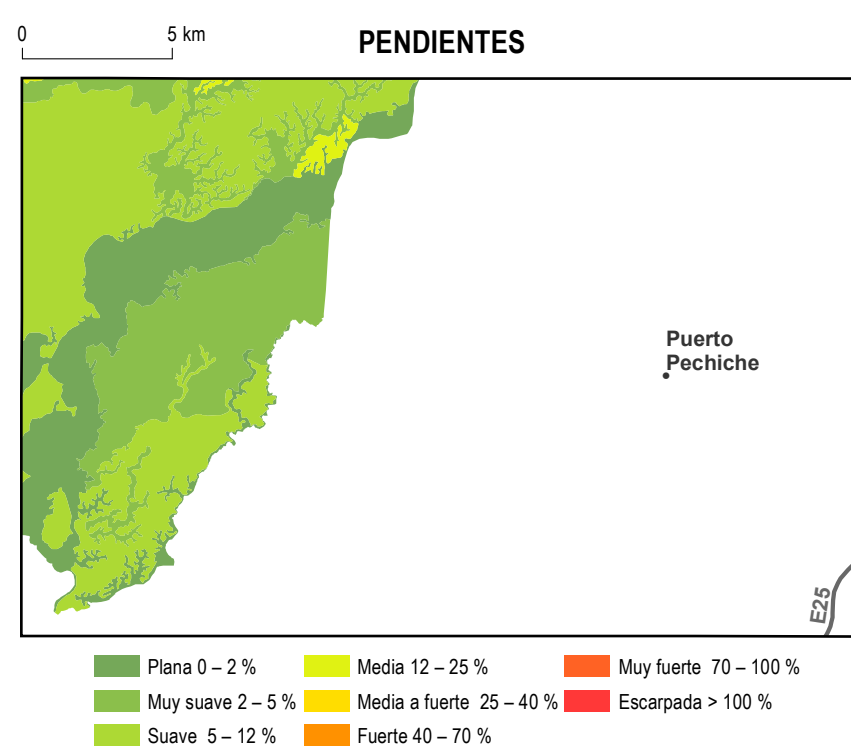 0 5 km
PENDIENTES
Puerto
Pechiche
E25
Plana 0 – 2 %
Muy suave 2 – 5 %
Suave 5 – 12 %
Media 12 – 25 %
Media a fuerte 25 – 40 %
Fuerte 40 – 70 %
Muy fuerte 70 – 100 %
Escarpada > 100 %